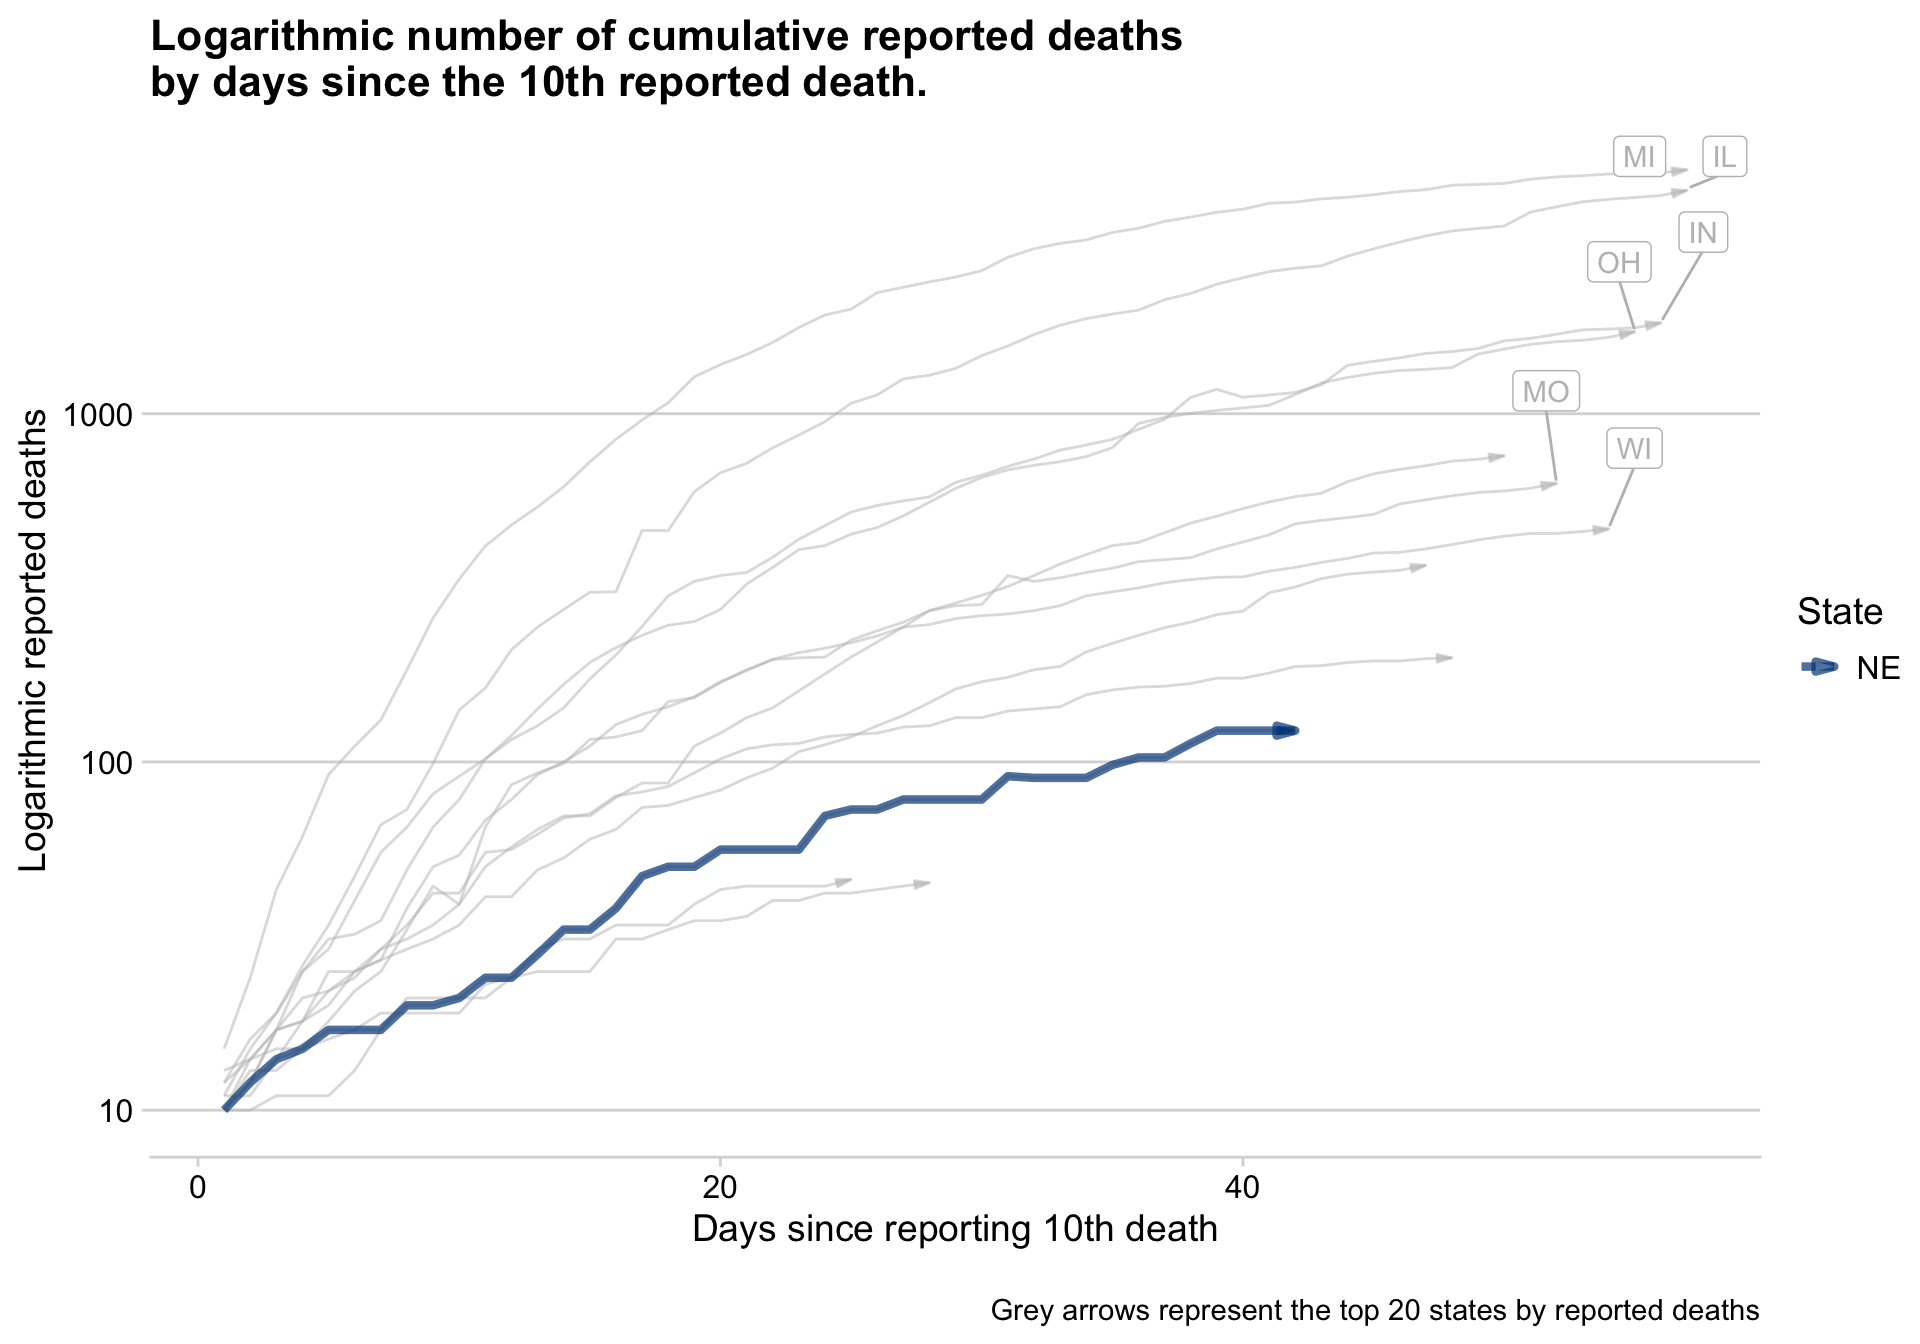 Logarithmic number of cumulative reported deaths
by days since the 10th reported death.
MI
IL
IN
OH
MO
WI
1000
100
10
Logarithmic reported deaths
0
20
40
Days since reporting 10th death
State
NE
Grey arrows represent the top 20 states by reported deaths